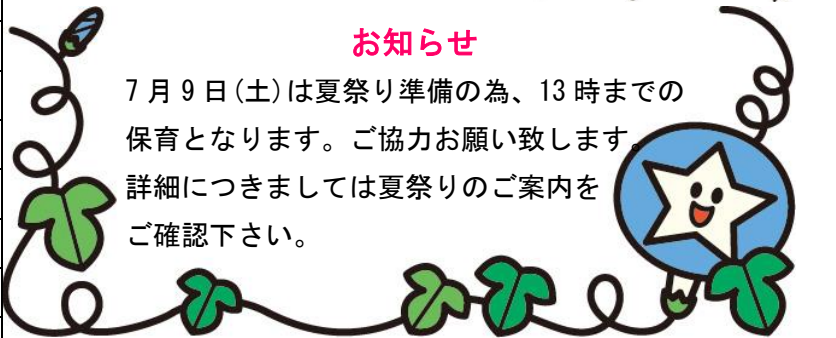 お知らせ
7月9日(土)は夏祭り準備の為、13時までの
保育となります。ご協力お願い致します。
詳細につきましては夏祭りのご案内を
ご確認下さい。